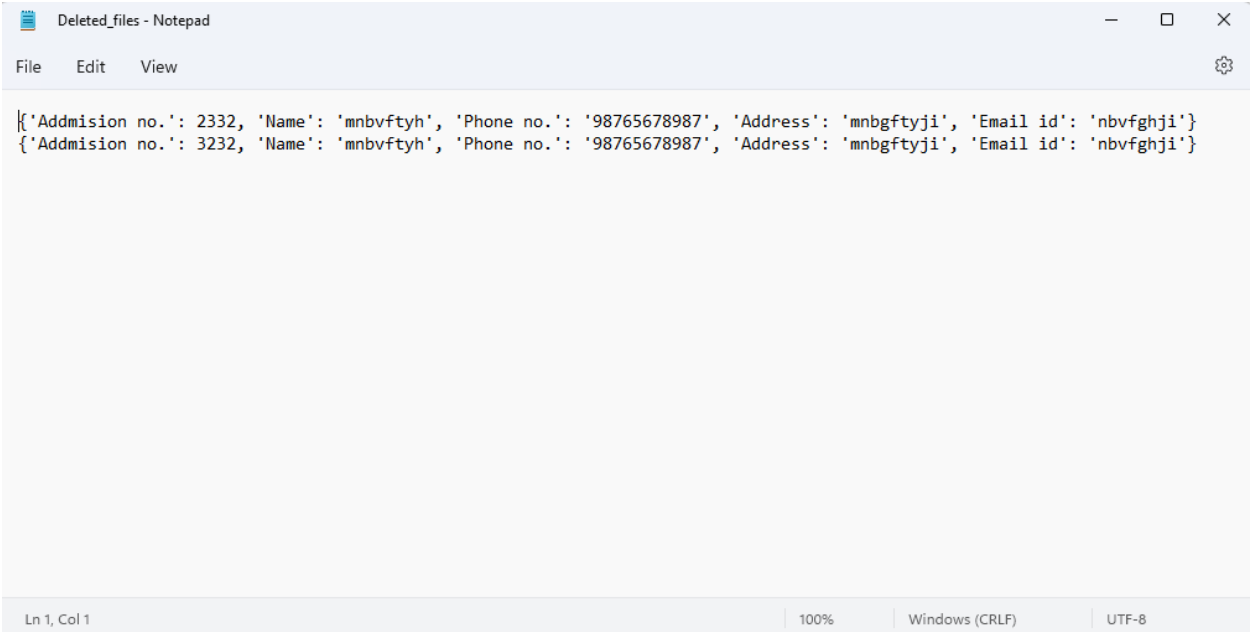 Deleted_files - Notepad
File Edit View
{'Addmision no.': 2332, 'Name': 'mnbvftyh', 'Phone no.': '98765678987', 'Address': 'mnbgftyji', 'Email id': 'nbvfghji'}
{'Addmision no.': 3232, 'Name': 'mnbvftyh', 'Phone no.': '98765678987', 'Address': 'mnbgftyji', 'Email id': 'nbvfghji'}
Ln 1, Col 1 100% Windows (CRLF) UTF-8